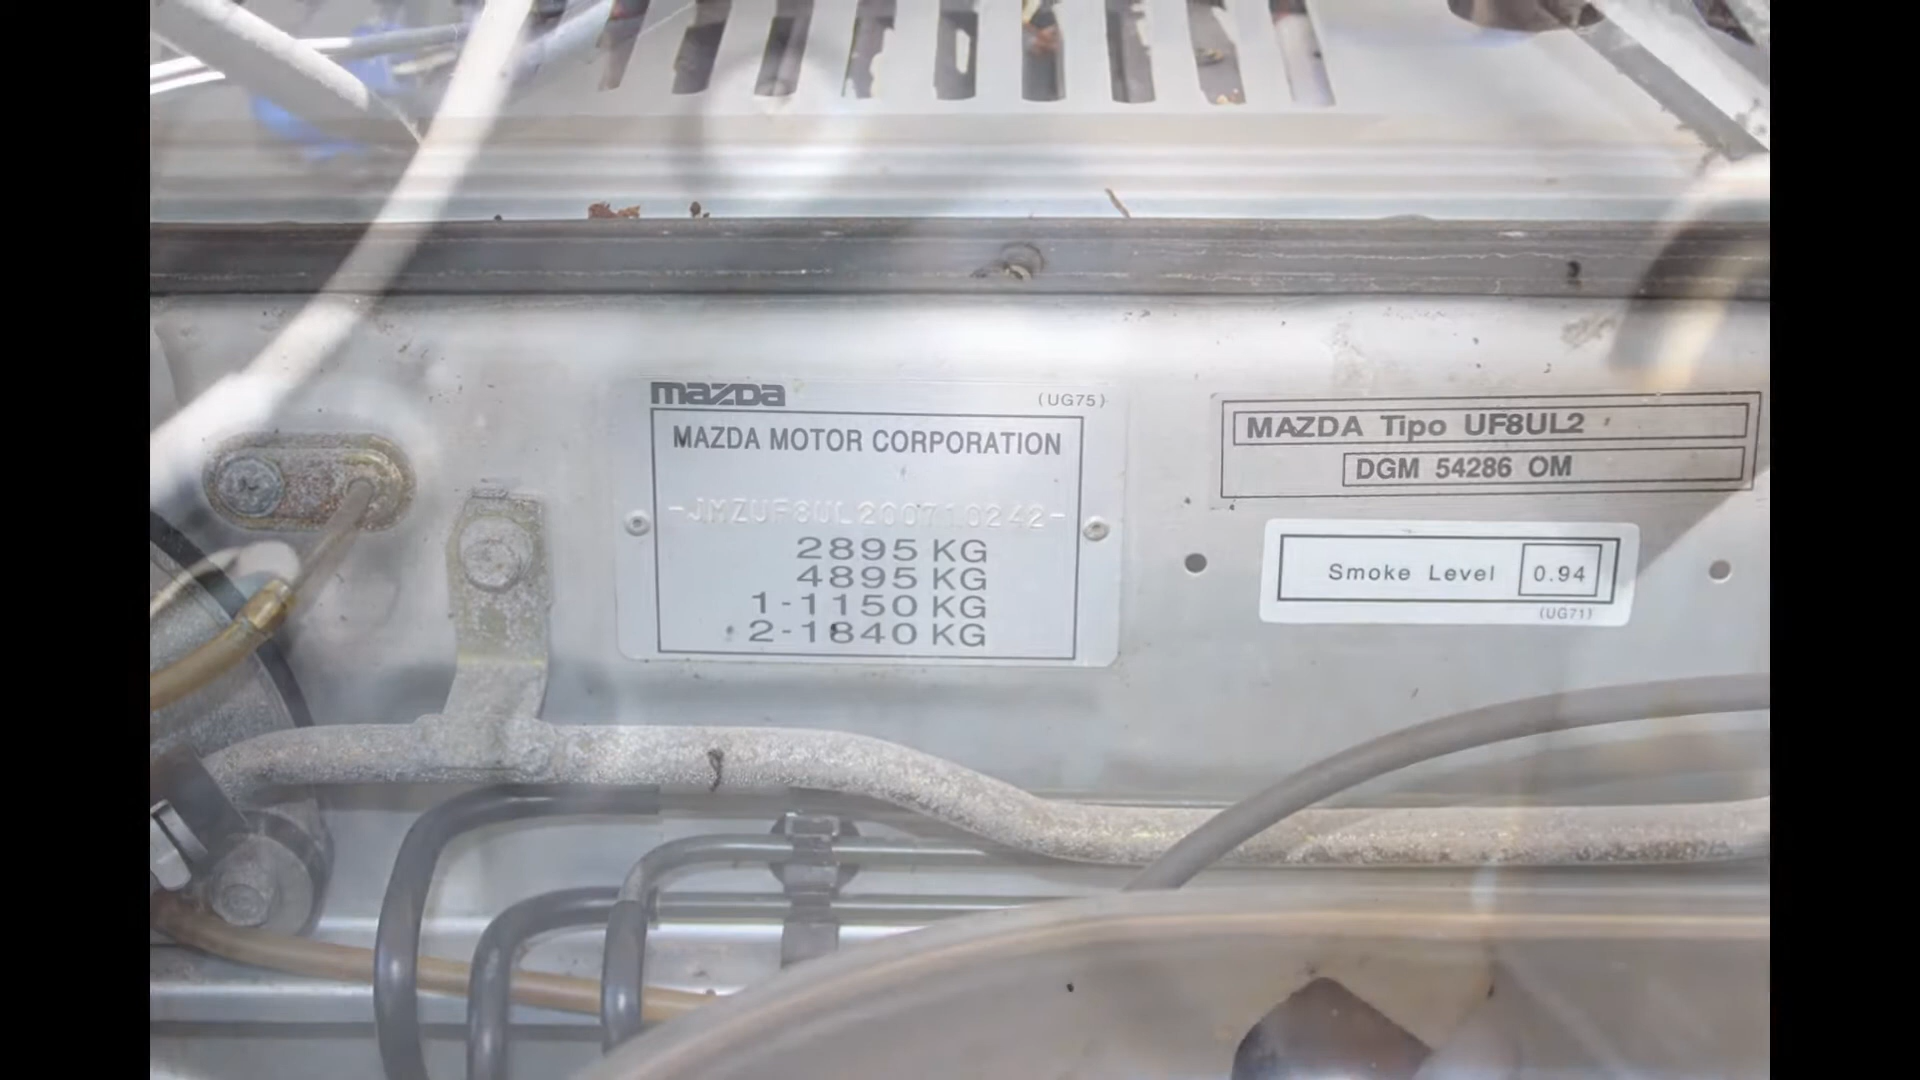 mazda
(UG75)
MAZDA MOTOR CORPORATION
-JMZUF8UL200710242-
2895 KG
4895 KG
1-1150 KG
2-1840 KG
MAZDA Tipo UF8UL2
DGM 54286 OM
Smoke Level 0.94
(UG71)